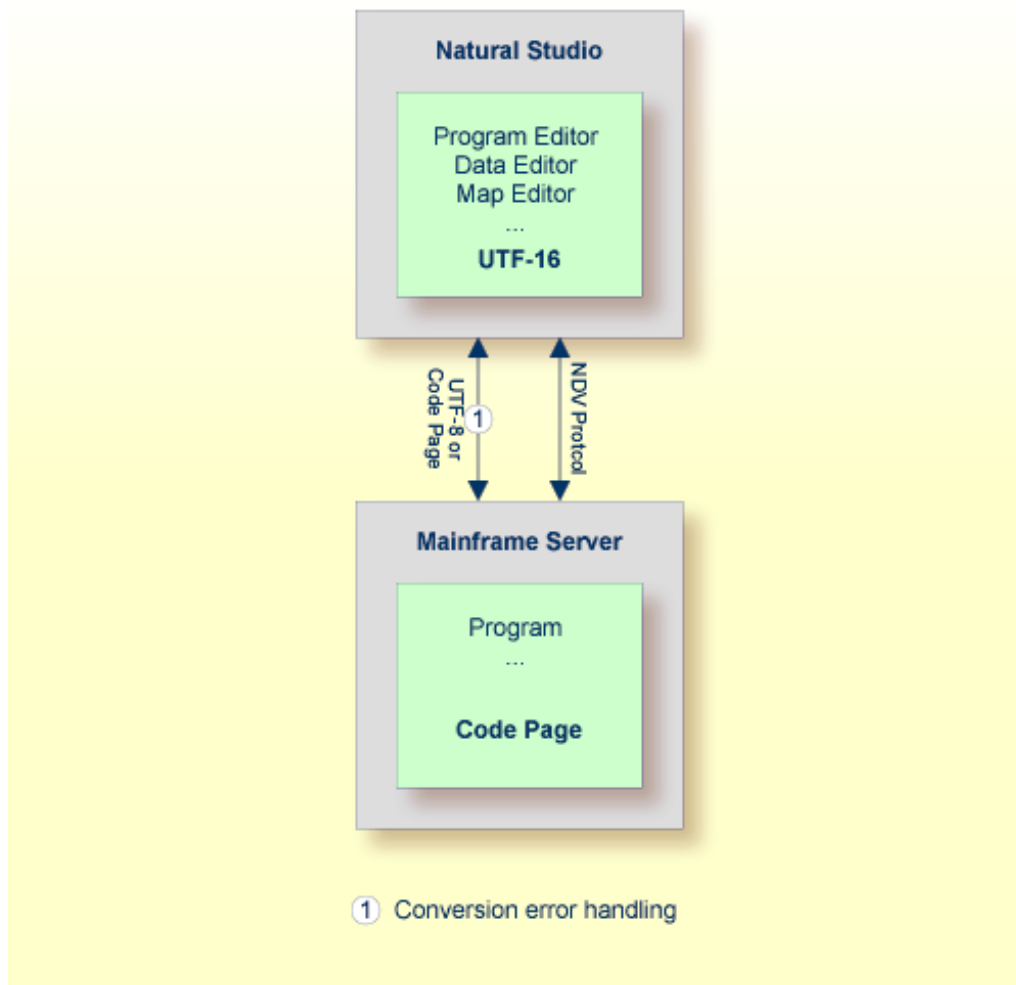 Natural Studio
Program Editor
Data Editor
Map Editor
...
UTF-16
UTF-8 or
Code Page
1
NDV Protcol
Mainframe Server
Program
...
Code Page
1 Conversion error handling